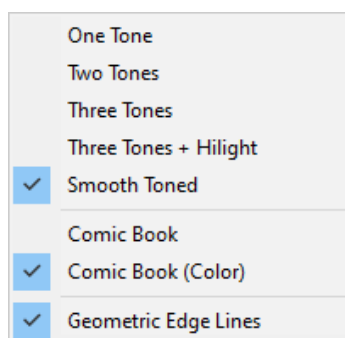 One Tone
Two Tones
Three Tones
Three Tones + Hilight
Smooth Toned
Comic Book
Comic Book (Color)
Geometric Edge Lines